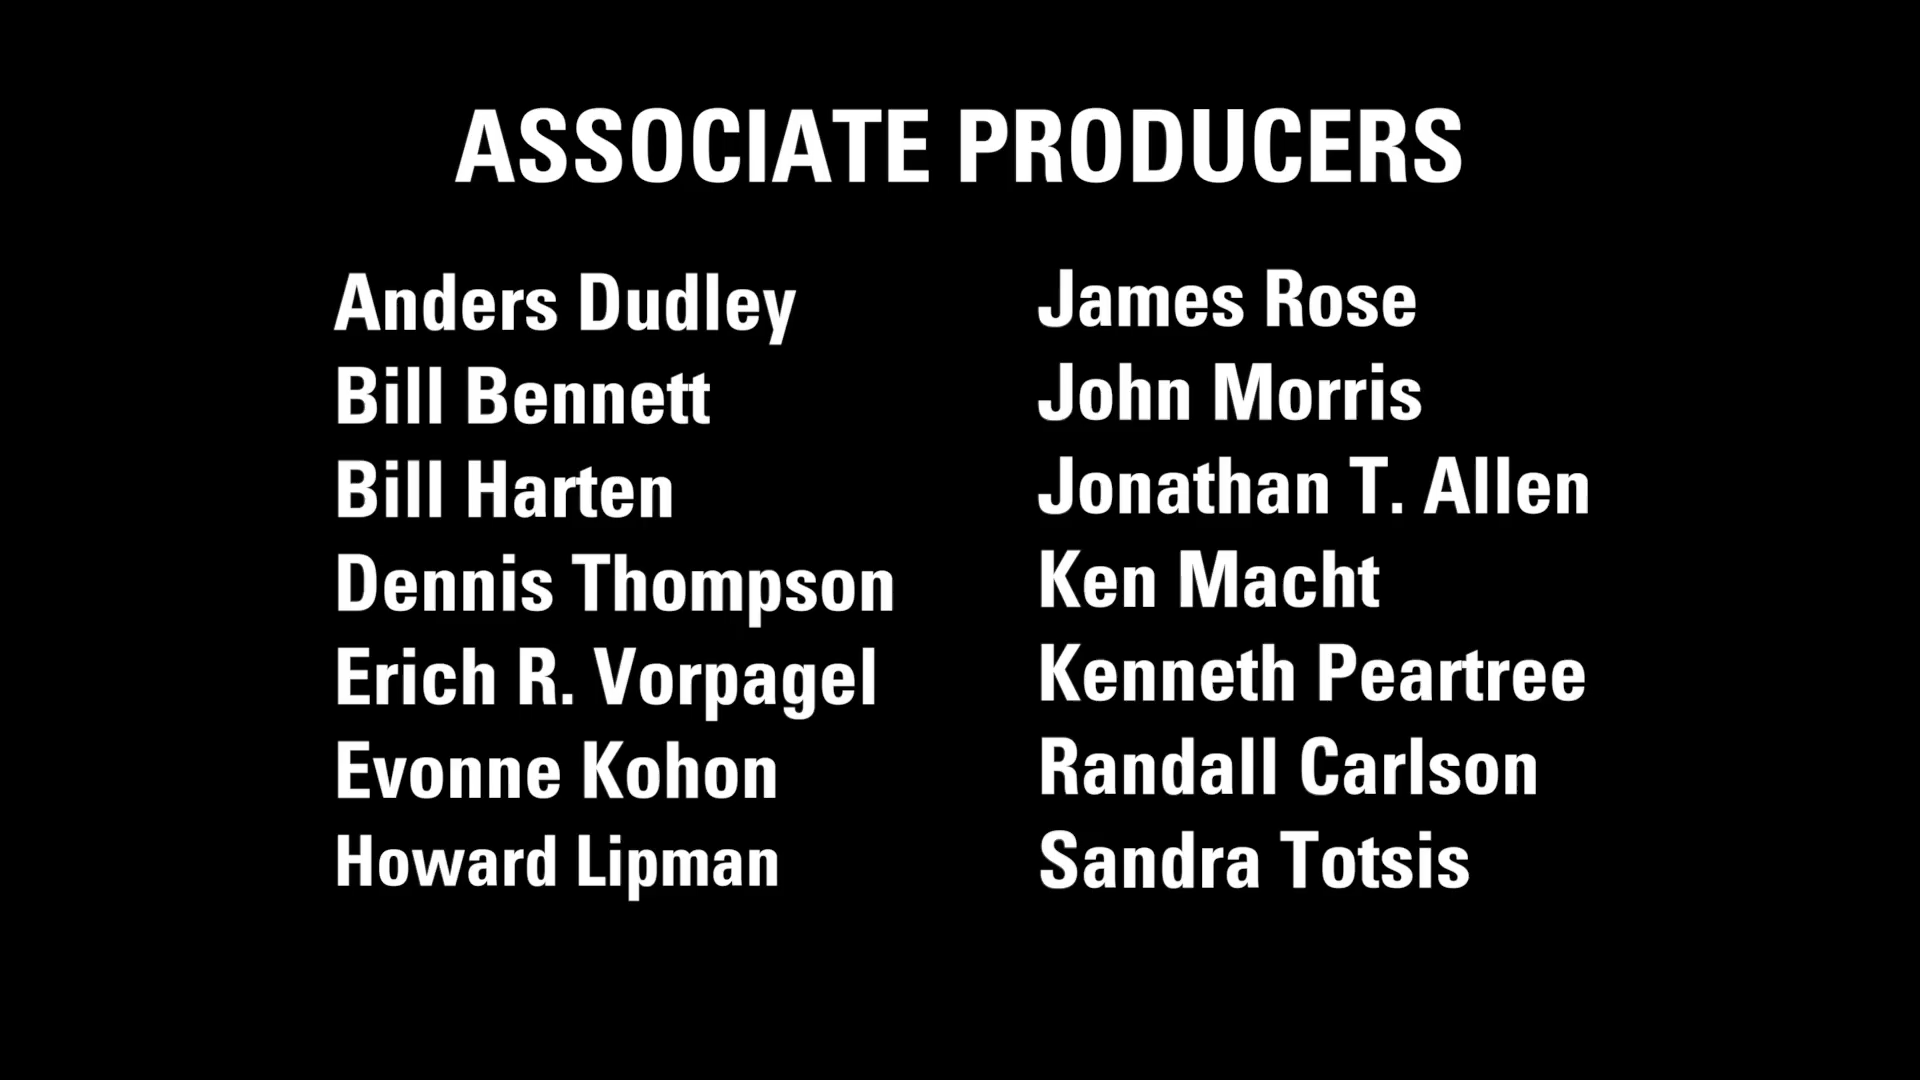 ASSOCIATE PRODUCERS
Anders Dudley
Bill Bennett
Bill Harten
Dennis Thompson
Erich R. Vorpagel
Evonne Kohon
Howard Lipman
James Rose
John Morris
Jonathan T. Allen
Ken Macht
Kenneth Peartree
Randall Carlson
Sandra Totsis